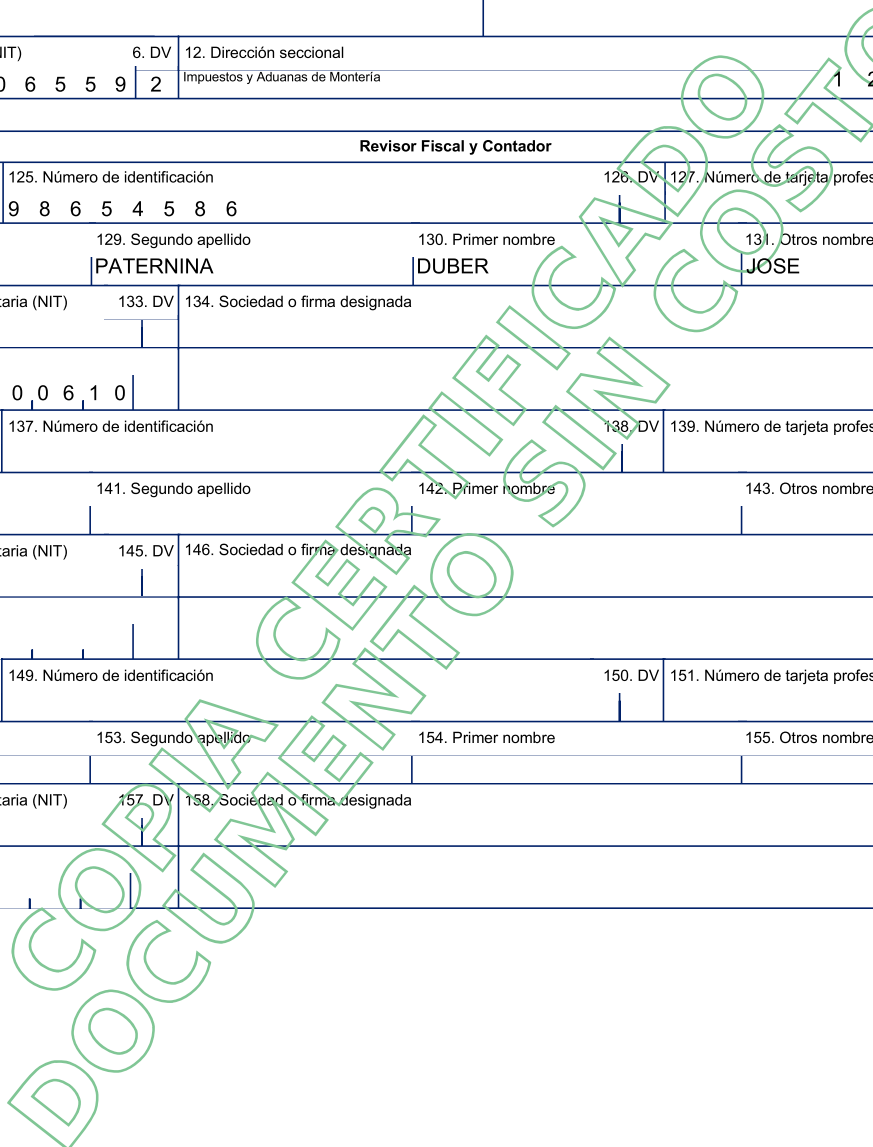 IT) 6. DV 12. Dirección seccional
0 6 5 5 9 2 Impuestos y Aduanas de Montería 1 2
Revisor Fiscal y Contador
125. Número de identificación 126. DV 127. Número de tarjeta profes
9 8 6 5 4 5 8 6
129. Segundo apellido 130. Primer nombre 131. Otros nombre
PATERNINA DUBER JOSE
taria (NIT) 133. DV 134. Sociedad o firma designada
0 0 6 1 0
137. Número de identificación 138. DV 139. Número de tarjeta profes
141. Segundo apellido 142. Primer nombre 143. Otros nombre
taria (NIT) 145. DV 146. Sociedad o firma designada
149. Número de identificación 150. DV 151. Número de tarjeta profes
153. Segundo apellido 154. Primer nombre 155. Otros nombre
taria (NIT) 157. DV 158. Sociedad o firma designada
COPIA CERTIFICADO
DOCUMENTO SIN COSTO